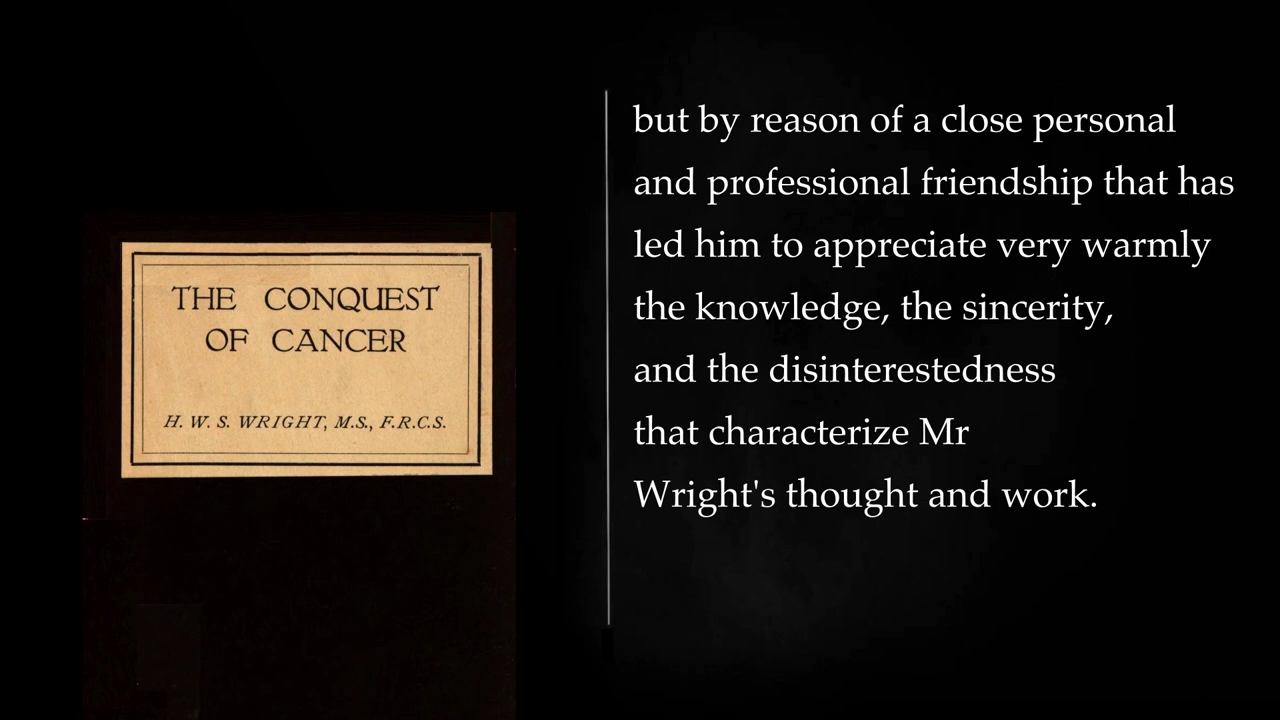 THE CONQUEST
OF CANCER
H. W. S. WRIGHT, M.S., F.R.C.S.
but by reason of a close personal
and professional friendship that has
led him to appreciate very warmly
the knowledge, the sincerity,
and the disinterestedness
that characterize Mr
Wright's thought and work.